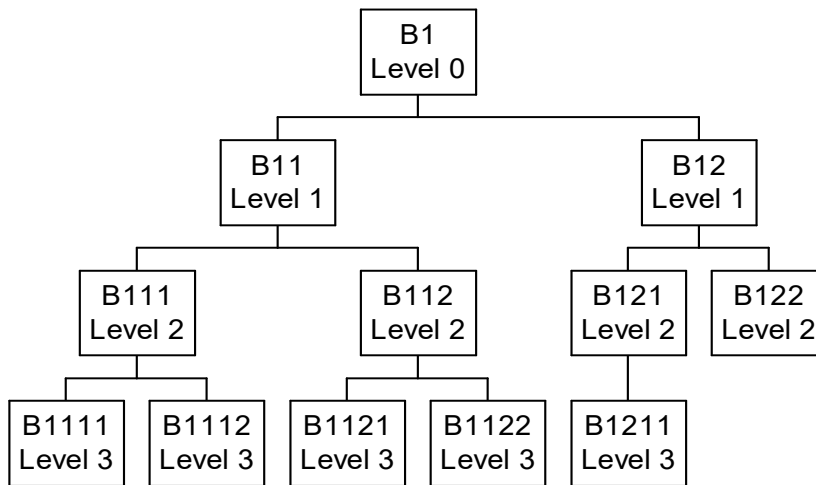 B1
Level 0
B11
Level 1
B12
Level 1
B111
Level 2
B112
Level 2
B121
Level 2
B122
Level 2
B1111
Level 3
B1112
Level 3
B1121
Level 3
B1122
Level 3
B1211
Level 3